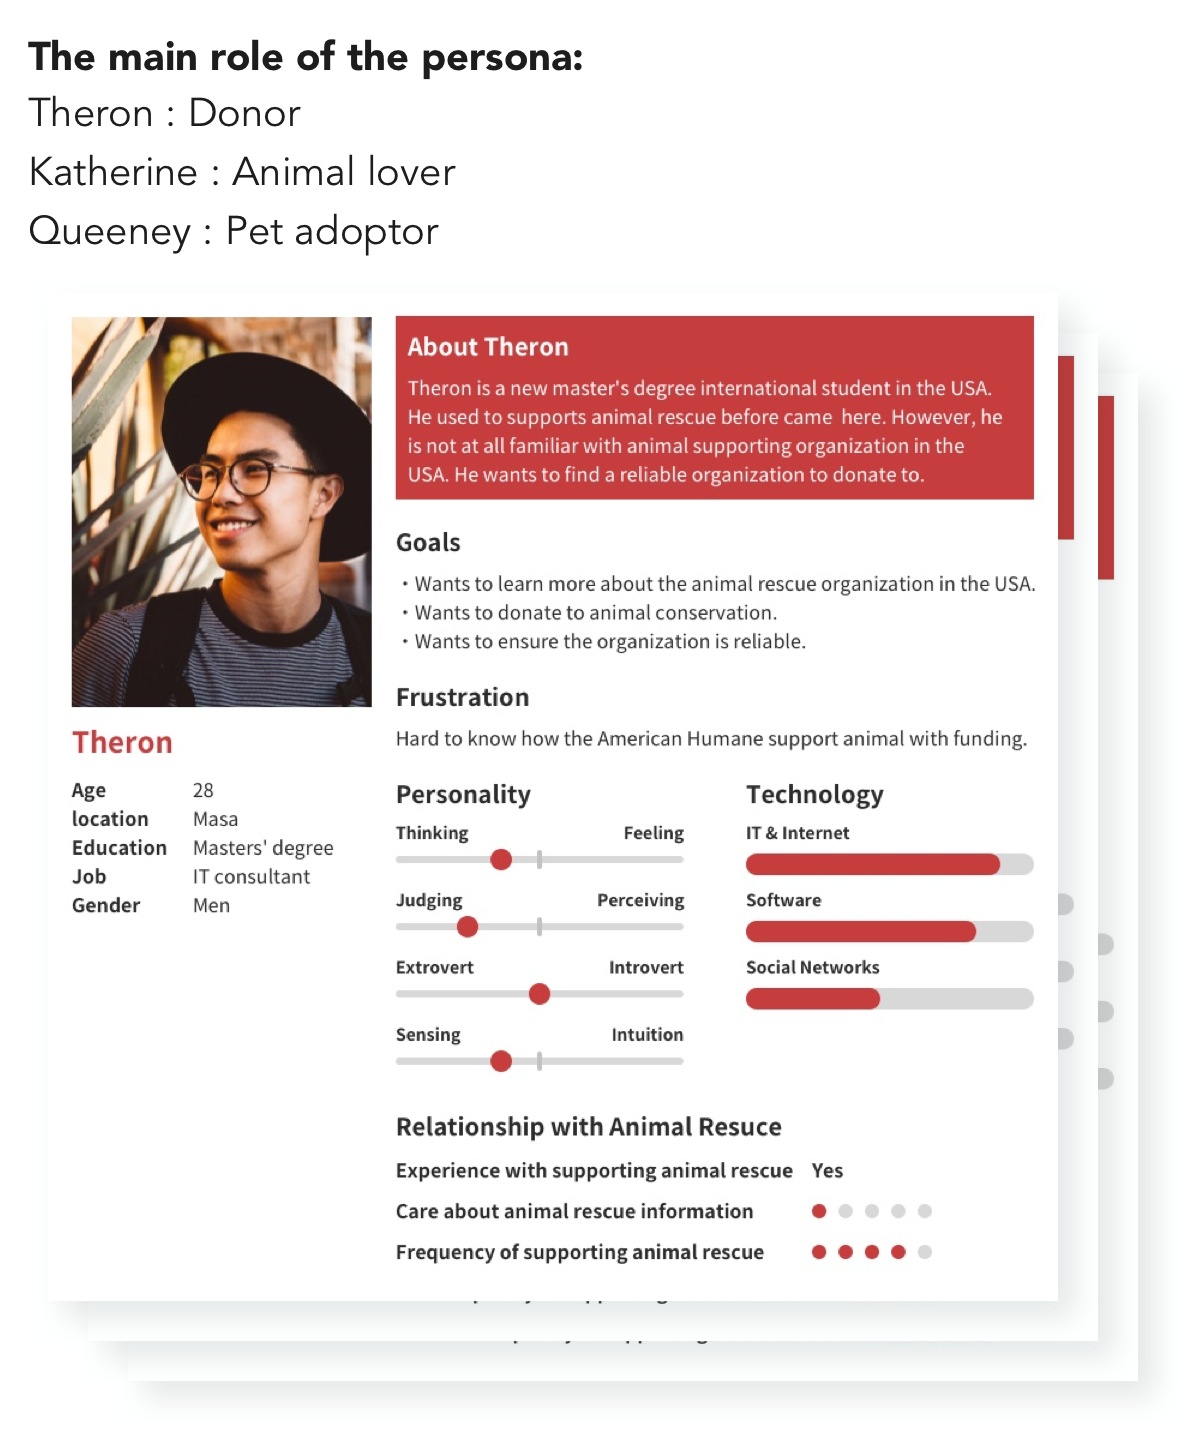 The main role of the persona:
Theron : Donor
Katherine : Animal lover
Queeney : Pet adoptor
About Theron
Theron is a new master's degree international student in the USA.
He used to supports animal rescue before came here. However, he
is not at all familiar with animal supporting organization in the
USA. He wants to find a reliable organization to donate to.
Goals
・Wants to learn more about the animal rescue organization in the USA.
・Wants to donate to animal conservation.
・Wants to ensure the organization is reliable.
Frustration
Hard to know how the American Humane support animal with funding.
Theron
Age 28
location Masa
Education Masters' degree
Job IT consultant
Gender Men
Personality
Thinking Feeling
Judging Perceiving
Extrovert Introvert
Sensing Intuition
Technology
IT & Internet
Software
Social Networks
Relationship with Animal Resuce
Experience with supporting animal rescue Yes
Care about animal rescue information
Frequency of supporting animal rescue